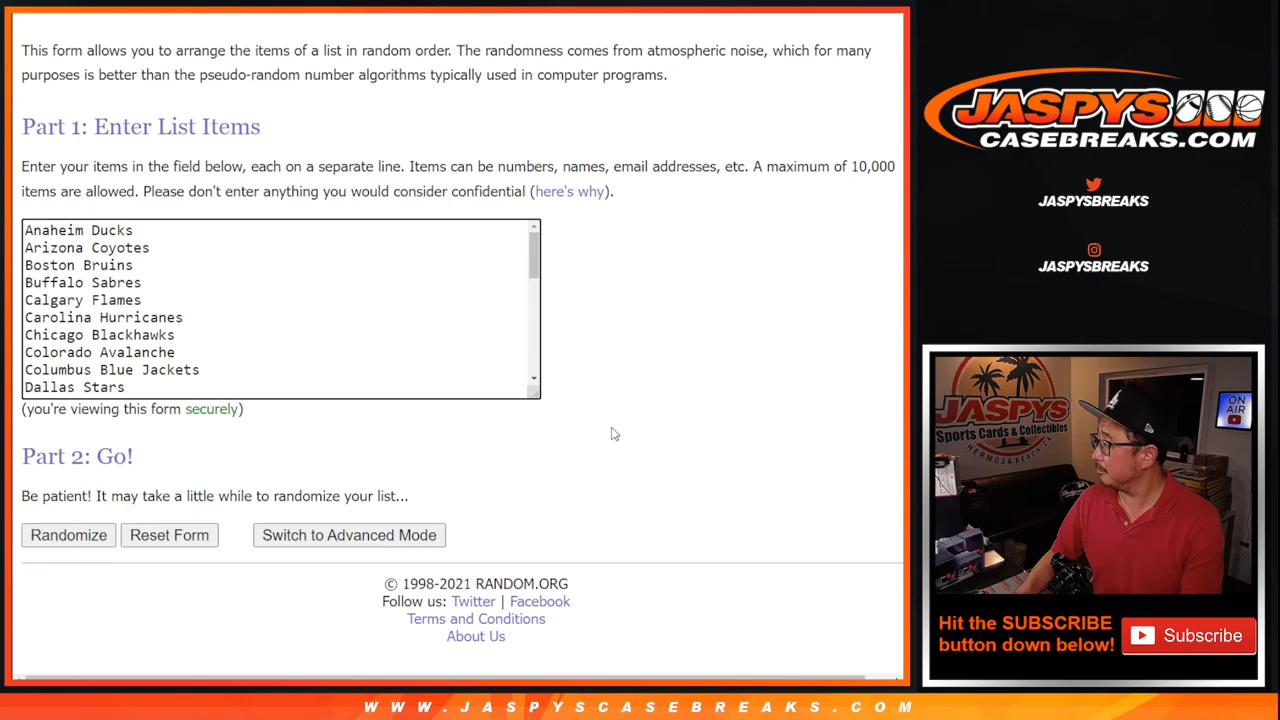 This form allows you to arrange the items of a list in random order. The randomness comes from atmospheric noise, which for many
purposes is better than the pseudo-random number algorithms typically used in computer programs.
Part 1: Enter List Items
Enter your items in the field below, each on a separate line. Items can be numbers, names, email addresses, etc. A maximum of 10,000
items are allowed. Please don't enter anything you would consider confidential (here's why).
Anaheim Ducks
Arizona Coyotes
Boston Bruins
Buffalo Sabres
Calgary Flames
Carolina Hurricanes
Chicago Blackhawks
Colorado Avalanche
Columbus Blue Jackets
Dallas Stars
(you're viewing this form securely)
Part 2: Go!
Be patient! It may take a little while to randomize your list...
Randomize
Reset Form
Switch to Advanced Mode
© 1998-2021 RANDOM.ORG
Follow us: Twitter | Facebook
Terms and Conditions
About Us
JASPYS
CASEBREAKS.COM
JASPYSBREAKS
JASPYSBREAKS
JASPYS
Sports Cards & Collectibles
HERMOSA BEACH, CA
ON
AIR
Hit the SUBSCRIBE
button down below!
Subscribe
WWW.JASPYSCASEBREAKS.COM